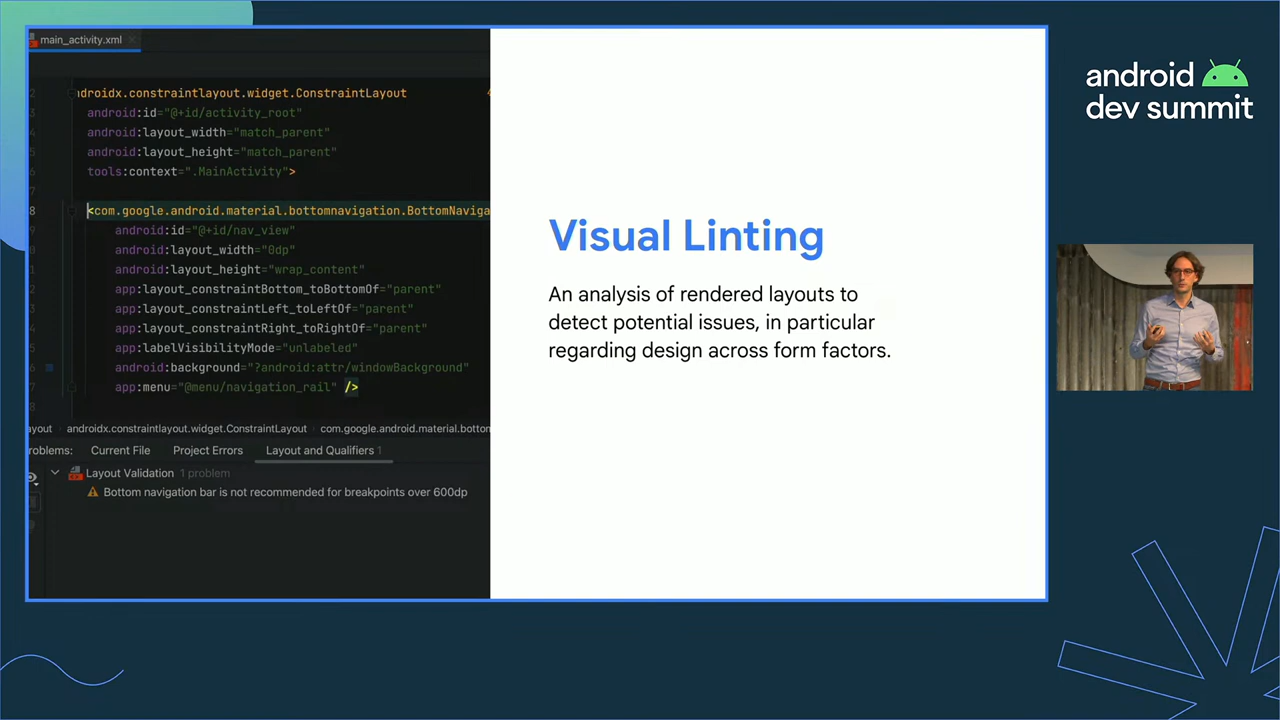 main_activity.xml
android
dev summit
ndroidx.constraintlayout.widget.ConstraintLayout
android:id="@+id/activity_root"
android:layout_width="match_parent"
android:layout_height="match_parent"
tools:context=".MainActivity">
<com.google.android.material.bottomnavigation.BottomNaviga
android:id="@+id/nav_view"
android:layout_width="0dp"
android:layout_height="wrap_content"
app:layout_constraintBottom_toBottomOf="parent"
app:layout_constraintLeft_toLeftOf="parent"
app:layout_constraintRight_toRightOf="parent"
app:labelVisibilityMode="unlabeled"
android:background="?android:attr/windowBackground"
app:menu="@menu/navigation_rail" />
ayout androidx.constraintlayout.widget.ConstraintLayout com.google.android.material.bottom
roblems: Current File Project Errors Layout and Qualifiers 1
Layout Validation 1 problem
Bottom navigation bar is not recommended for breakpoints over 600dp
Visual Linting
An analysis of rendered layouts to
detect potential issues, in particular
regarding design across form factors.